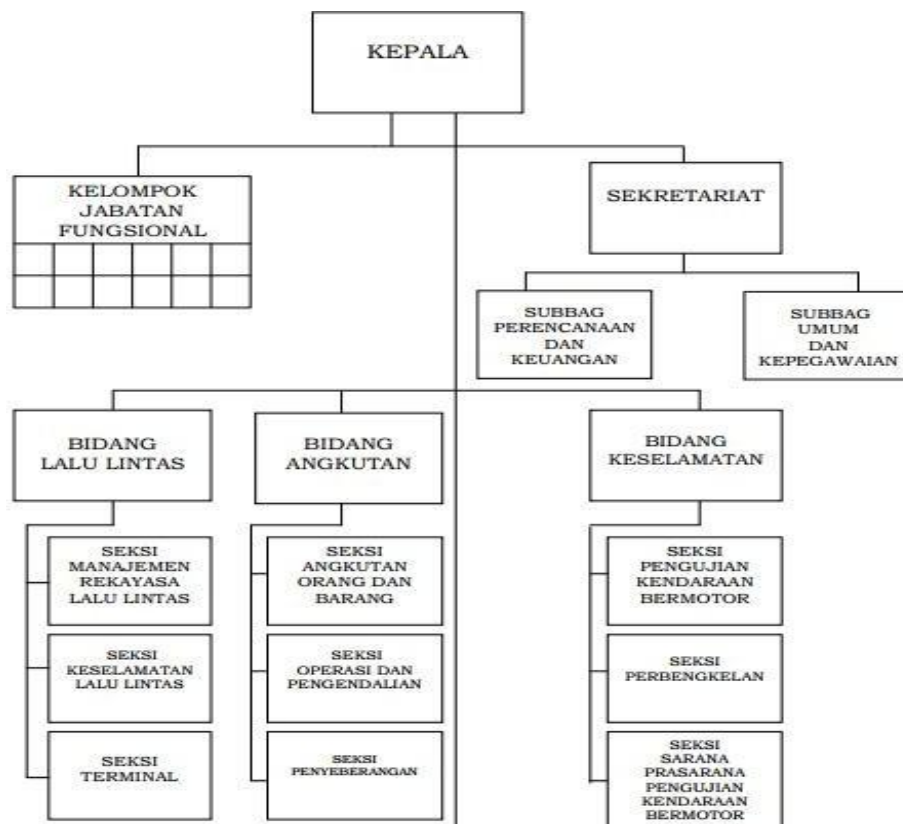 KEPALA
KELOMPOK
JABATAN
FUNGSIONAL
SEKRETARIAT
SUBBAG
PERENCANAAN
DAN
KEUANGAN
SUBBAG
UMUM
DAN
KEPEGAWAIAN
BIDANG
LALU LINTAS
BIDANG
ANGKUTAN
BIDANG
KESELAMATAN
SEKSI
MANAJEMEN
REKAYASA
LALU LINTAS
SEKSI
ANGKUTAN
ORANG DAN
BARANG
SEKSI
PENGUJIAN
KENDARAAN
BERMOTOR
SEKSI
KESELAMATAN
LALU LINTAS
SEKSI
OPERASI DAN
PENGENDALIAN
SEKSI
PERBENGKELAN
SEKSI
TERMINAL
SEKSI
PENYEBERANGAN
SEKSI
SARANA
PRASARANA
PENGUJIAN
KENDARAAN
BERMOTOR